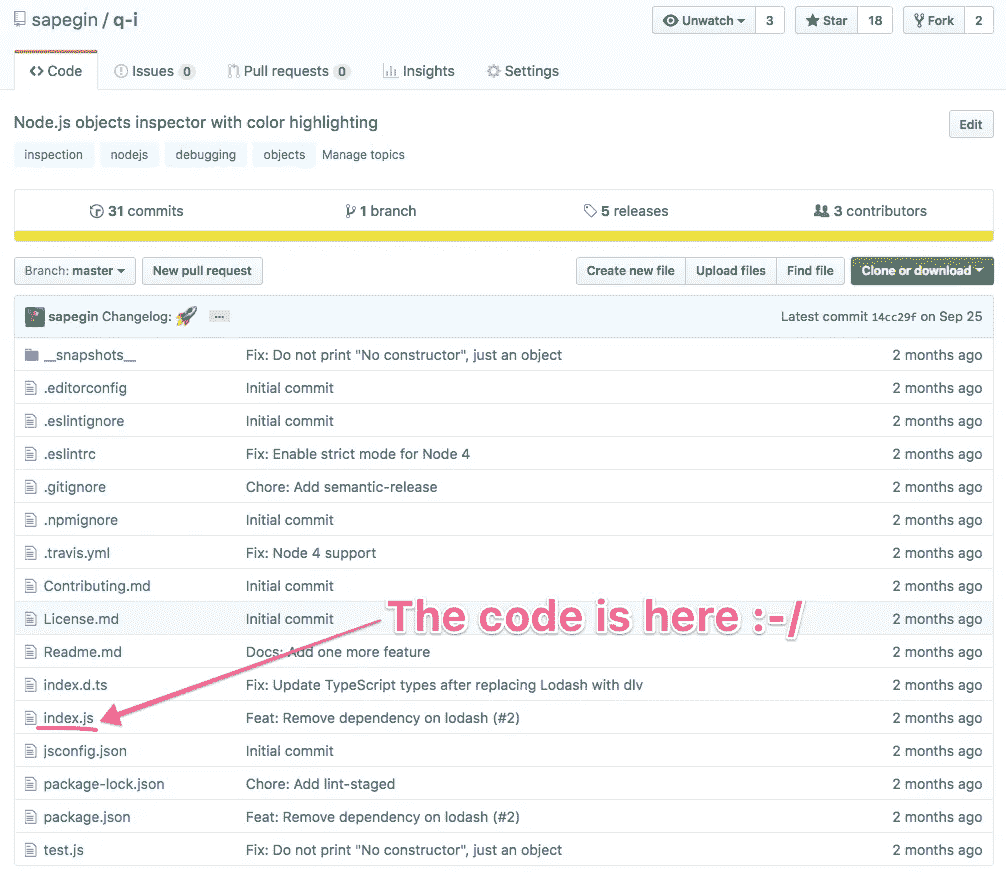 sapegin / q-i Unwatch 3 Star 18 Fork 2
Code Issues 0 Pull requests 0 Insights Settings
Node.js objects inspector with color highlighting Edit
inspection nodejs debugging objects Manage topics
31 commits 1 branch 5 releases 3 contributors
Branch: master New pull request Create new file Upload files Find file Clone or download
sapegin Changelog: 🚀 ... Latest commit 14cc29f on Sep 25
__snapshots__ Fix: Do not print "No constructor", just an object 2 months ago
.editorconfig Initial commit 2 months ago
.eslintignore Initial commit 2 months ago
.eslintrc Fix: Enable strict mode for Node 4 2 months ago
.gitignore Chore: Add semantic-release 2 months ago
.npmignore Initial commit 2 months ago
.travis.yml Fix: Node 4 support 2 months ago
Contributing.md Initial commit 2 months ago
License.md Initial commit 2 months ago
The code is here :-/
Readme.md Docs: Add one more feature 2 months ago
index.d.ts Fix: Update TypeScript types after replacing Lodash with dlv 2 months ago
index.js Feat: Remove dependency on lodash (#2) 2 months ago
jsconfig.json Initial commit 2 months ago
package-lock.json Chore: Add lint-staged 2 months ago
package.json Feat: Remove dependency on lodash (#2) 2 months ago
test.js Fix: Do not print "No constructor", just an object 2 months ago